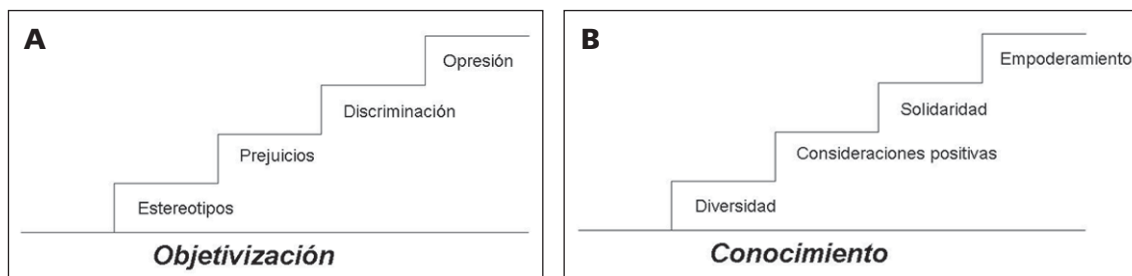 A
Opresión
Discriminación
Prejuicios
Estereotipos
Objetivización
B
Empoderamiento
Solidaridad
Consideraciones positivas
Diversidad
Conocimiento